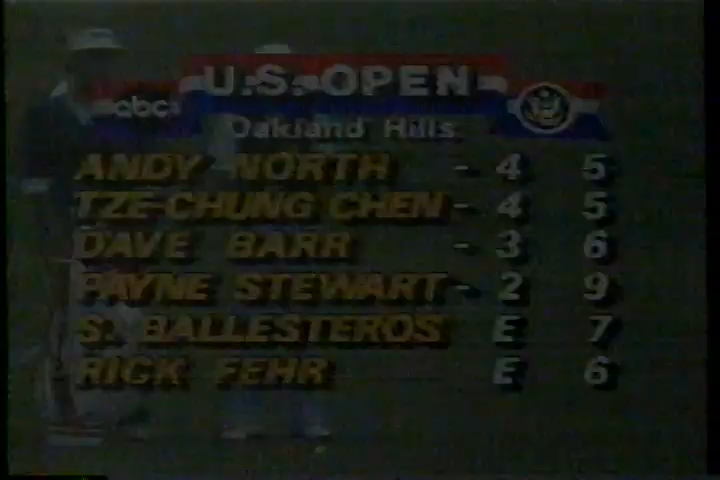 U.S. OPEN
abc
Oakland Hills
ANDY NORTH - 4 5
TZE-CHUNG CHEN - 4 5
DAVE BARR - 3 6
PAYNE STEWART - 2 9
S. BALLESTEROS E 7
RICK FEHR E 6